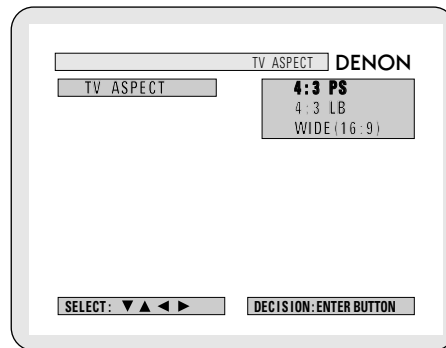 TV ASPECT DENON
TV ASPECT
4:3 PS
4:3 LB
WIDE(16:9)
SELECT: ▼ ▲ ◄ ► DECISION:ENTER BUTTON